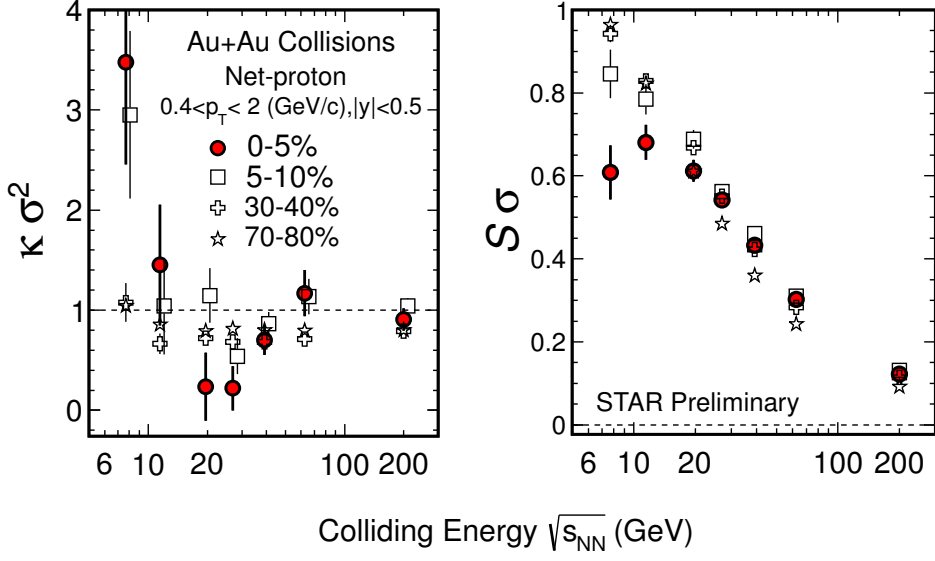 Au+Au Collisions
Net-proton
0.4<p_T< 2 (GeV/c),|y|<0.5
0-5%
5-10%
30-40%
70-80%
κ σ²
4
3
2
1
0
6 10 20 100 200
S σ
1
0.8
0.6
0.4
0.2
0
STAR Preliminary
6 10 20 100 200
Colliding Energy √s_NN (GeV)